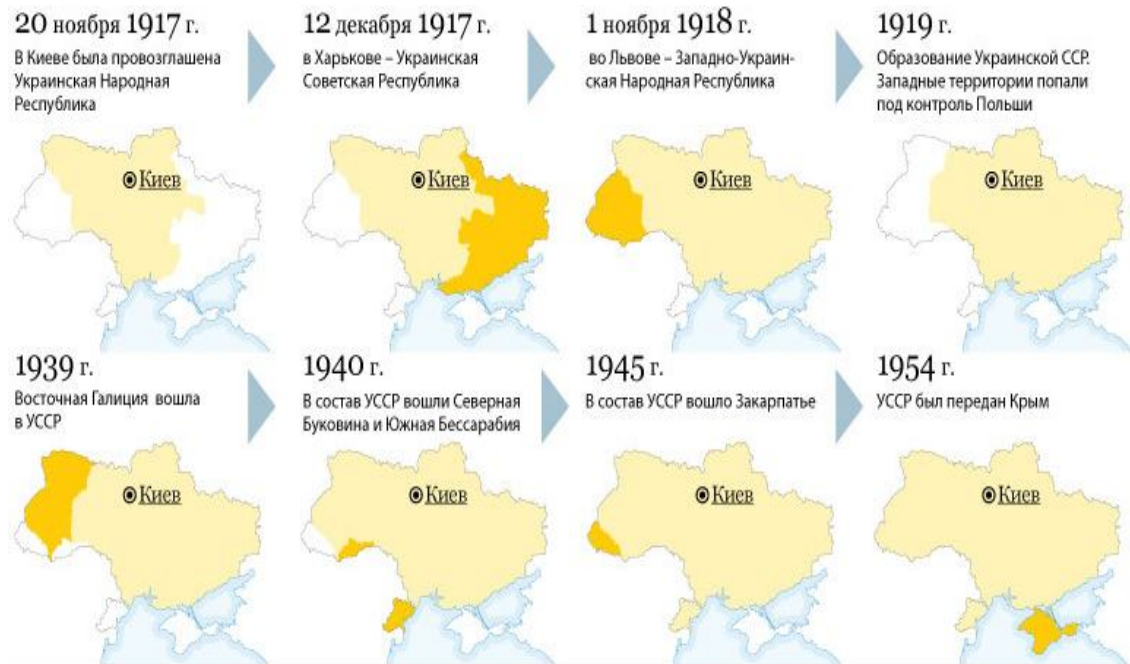 20 ноября 1917 г.
В Киеве была провозглашена
Украинская Народная
Республика
Киев
12 декабря 1917 г.
в Харькове – Украинская
Советская Республика
Киев
1 ноября 1918 г.
во Львове – Западно-Украин-
ская Народная Республика
Киев
1919 г.
Образование Украинской ССР.
Западные территории попали
под контроль Польши
Киев
1939 г.
Восточная Галиция вошла
в УССР
Киев
1940 г.
В состав УССР вошли Северная
Буковина и Южная Бессарабия
Киев
1945 г.
В состав УССР вошло Закарпатье
Киев
1954 г.
УССР был передан Крым
Киев